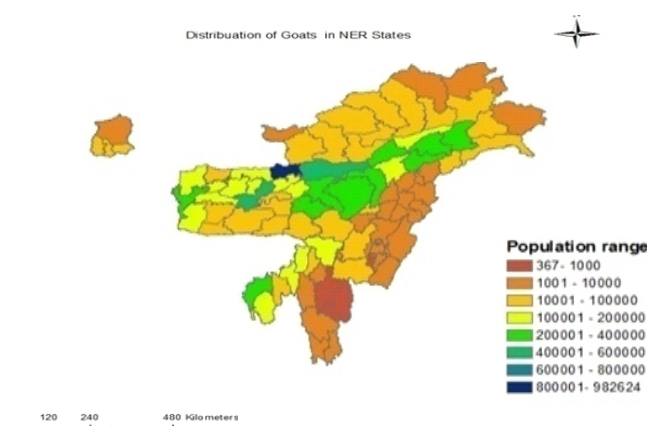 Distribuation of Goats in NER States
Population range
367- 1000
1001 - 10000
10001 - 100000
100001 - 200000
200001 - 400000
400001 - 600000
600001 - 800000
800001- 982624
120 240 480 Kilometers